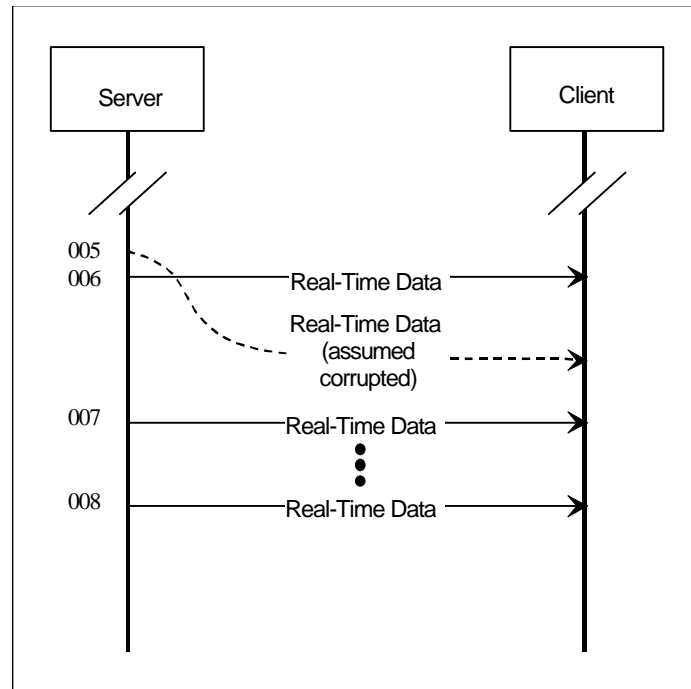 Server
Client
005
006
Real-Time Data
Real-Time Data
(assumed
corrupted)
007
Real-Time Data
008
Real-Time Data